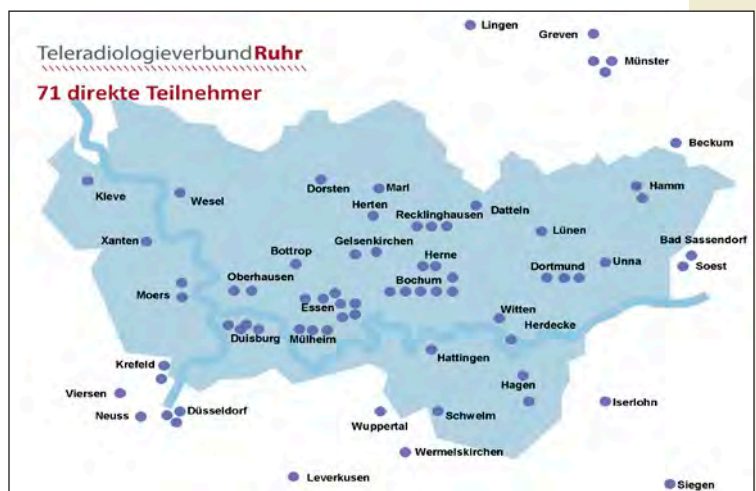 Teleradiologieverbund Ruhr
71 direkte Teilnehmer
Lingen
Greven
Münster
Beckum
Kleve
Wesel
Dorsten
Marl
Herten
Recklinghausen
Datteln
Hamm
Lünen
Xanten
Bottrop
Gelsenkirchen
Herne
Bad Sassendorf
Soest
Unna
Oberhausen
Bochum
Dortmund
Moers
Essen
Witten
Herdecke
Duisburg
Mülheim
Hattingen
Krefeld
Hagen
Viersen
Neuss
Düsseldorf
Wuppertal
Schwelm
Iserlohn
Wermelskirchen
Leverkusen
Siegen